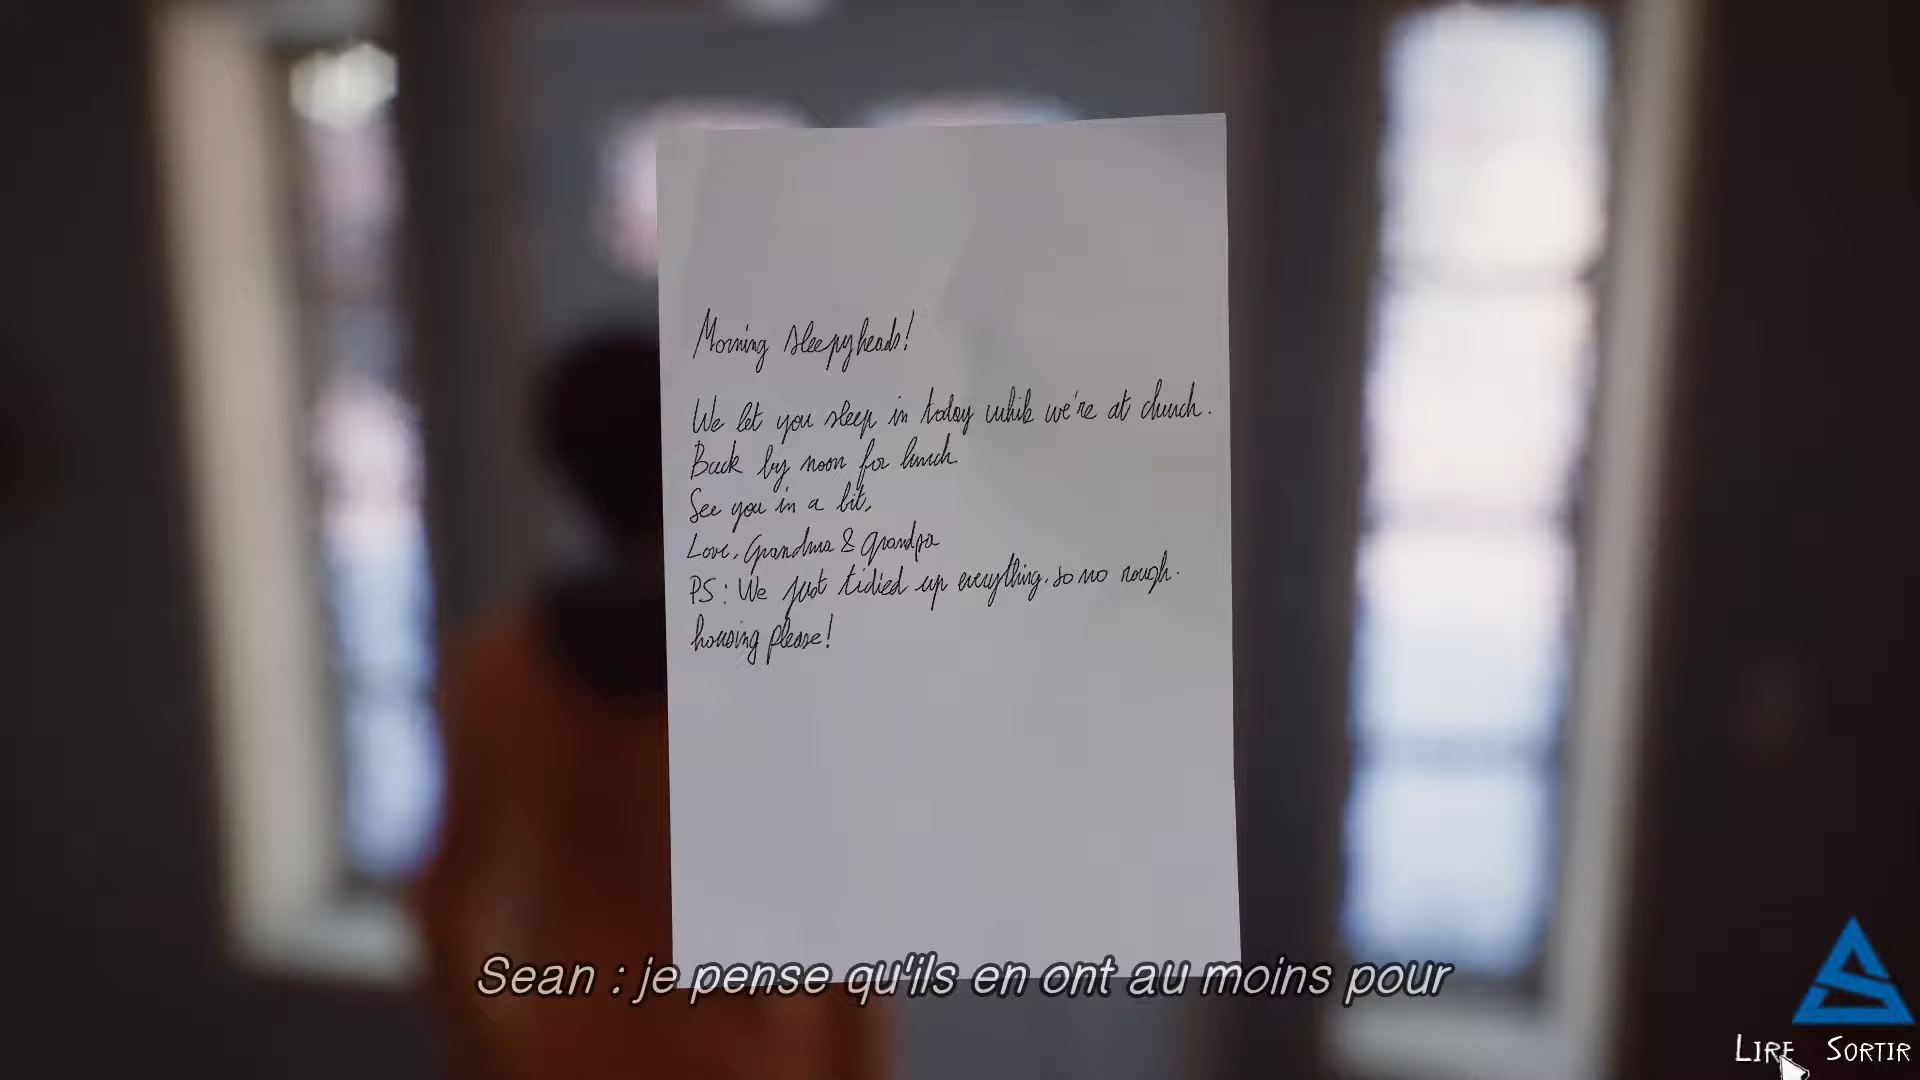 Morning sleepyheads!
We let you sleep in today while we're at church.
Back by noon for lunch
See you in a bit,
Love, Grandma & Grandpa
PS: We just tidied up everything, so no rough-
housing please!
Sean : je pense qu'ils en ont au moins pour
LIRE SORTIR